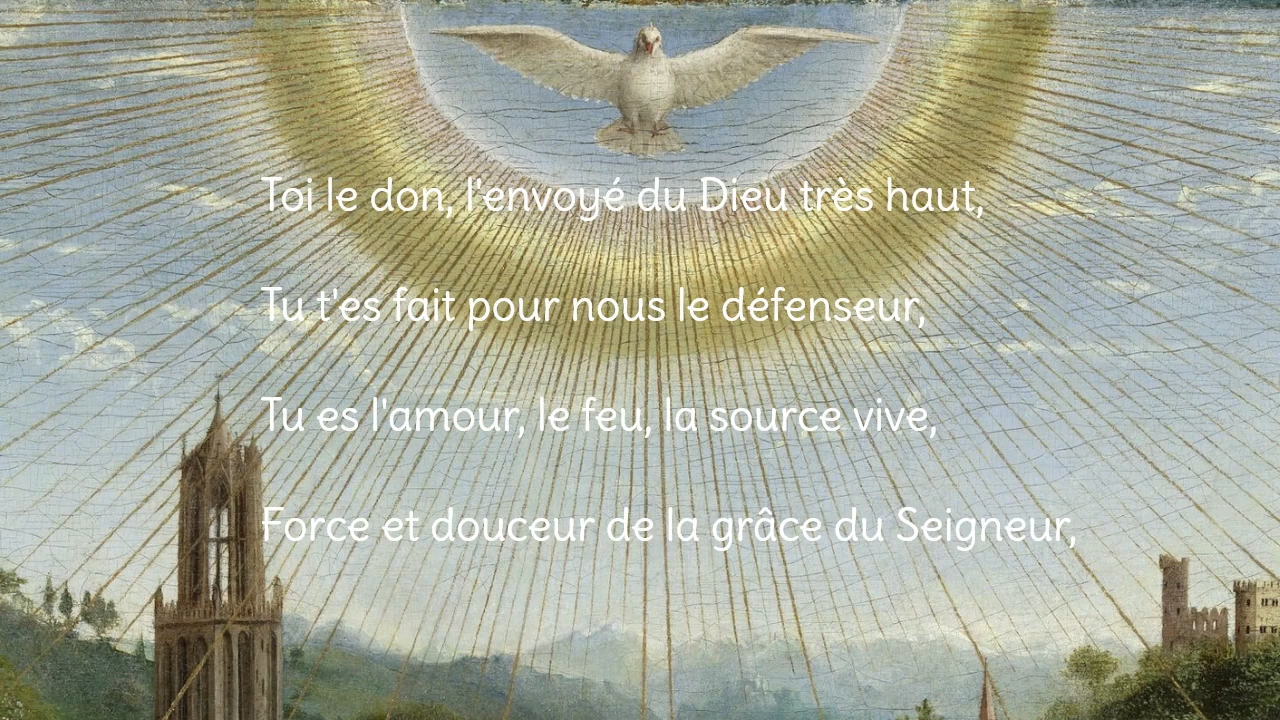 Toi le don, l'envoyé du Dieu très haut,
Tu t'es fait pour nous le défenseur,
Tu es l'amour, le feu, la source vive,
Force et douceur de la grâce du Seigneur,